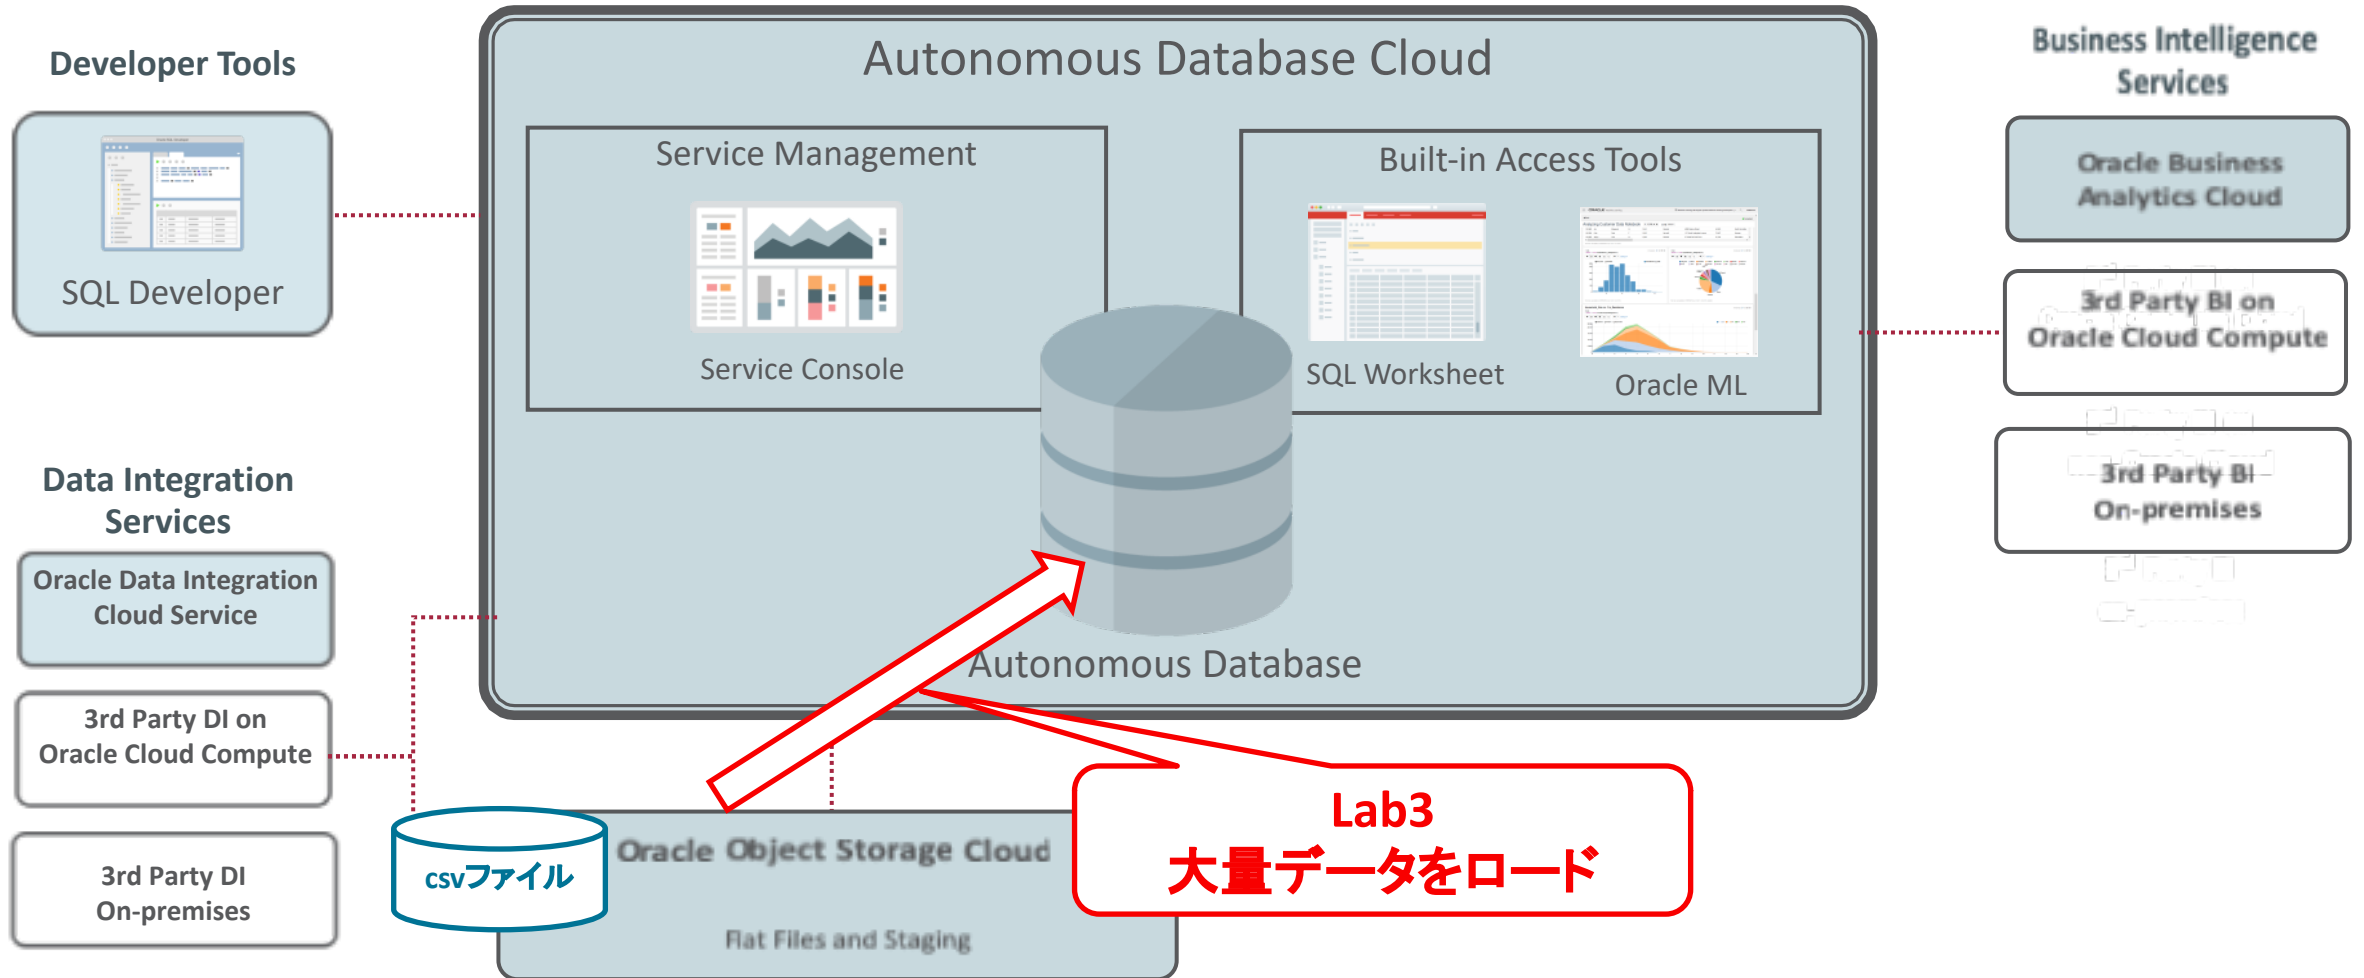 Autonomous Database Cloud
Developer Tools
SQL Developer
Service Management
Service Console
Built-in Access Tools
SQL Worksheet
Oracle ML
Autonomous Database
Business Intelligence
Services
Oracle Business
Analytics Cloud
3rd Party BI on
Oracle Cloud Compute
3rd Party BI
On-premises
Data Integration
Services
Oracle Data Integration
Cloud Service
3rd Party DI on
Oracle Cloud Compute
3rd Party DI
On-premises
csvファイル
Oracle Object Storage Cloud
Flat Files and Staging
Lab3
大量データをロード